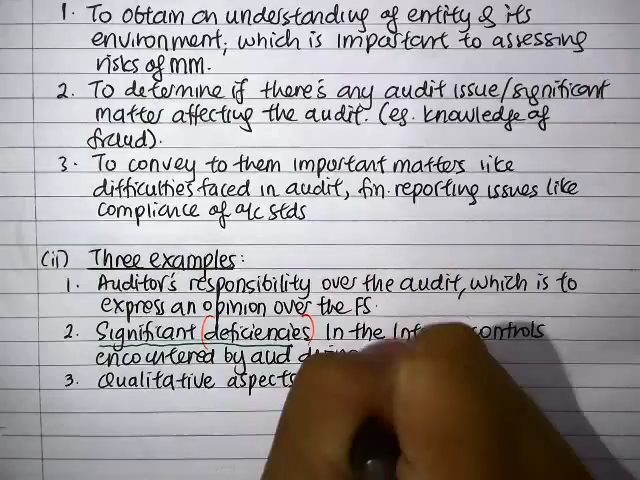 1. To obtain an understanding of entity & its
environment, which is important to assessing
risks of MM.
2. To determine if there's any audit issue/significant
matter affecting the audit. (eg. knowledge of
fraud).
3. To convey to them important matters like
difficulties faced in audit, fin. reporting issues like
compliance of a/c stds
(ii) Three examples:
1. Auditor's responsibility over the audit, which is to
express an opinion over the FS.
2. Significant deficiencies in the controls
encountered by aud
3. Qualitative aspects